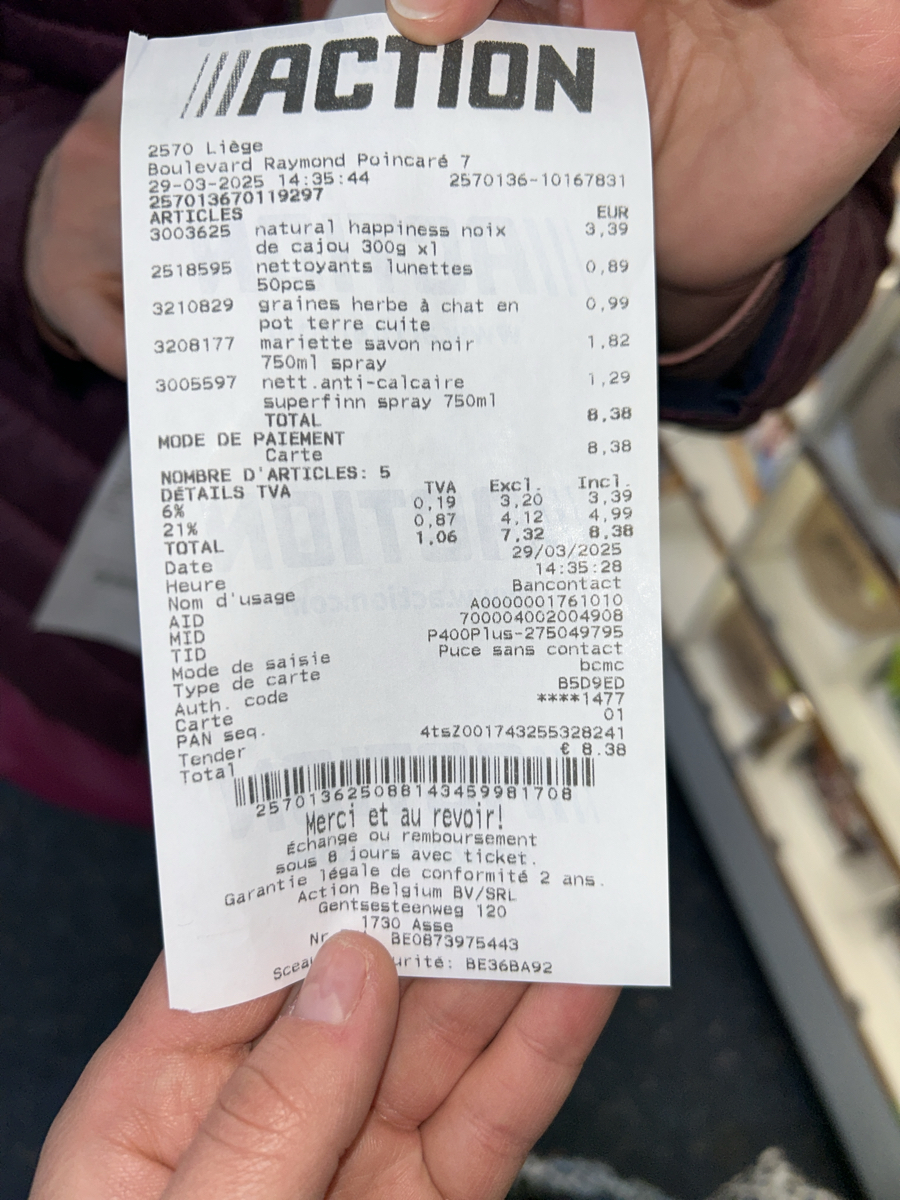 ///ACTION
2570 Liège
Boulevard Raymond Poincaré 7
29-03-2025 14:35:44 2570136-10167831
257013670119297
ARTICLES EUR
3003625 natural happiness noix 3,39
de cajou 300g x1
2518595 nettoyants lunettes 0,89
50pcs
3210829 graines herbe à chat en 0,99
pot terre cuite
3208177 mariette savon noir 1,82
750ml spray
3005597 nett.anti-calcaire 1,29
superfinn spray 750ml
TOTAL 8,38
MODE DE PAIEMENT
Carte 8,38
NOMBRE D'ARTICLES: 5
DÉTAILS TVA TVA Excl. Incl.
6% 0,19 3,20 3,39
21% 0,87 4,12 4,99
TOTAL 1,06 7,32 8,38
Date 29/03/2025
Heure 14:35:28
Nom d'usage Bancontact
AID A0000001761010
MID 700004002004908
TID P400Plus-275049795
Mode de saisie Puce sans contact
Type de carte bcmc
Auth. code B5D9ED
Carte ****1477
PAN seq. 01
Tender 4tsZ001743255328241
Total € 8.38
257013625088143459981708
Merci et au revoir!
Échange ou remboursement
sous 8 jours avec ticket.
Garantie légale de conformité 2 ans.
Action Belgium BV/SRL
Gentsesteenweg 120
1730 Asse
BE0873975443
BE36BA92